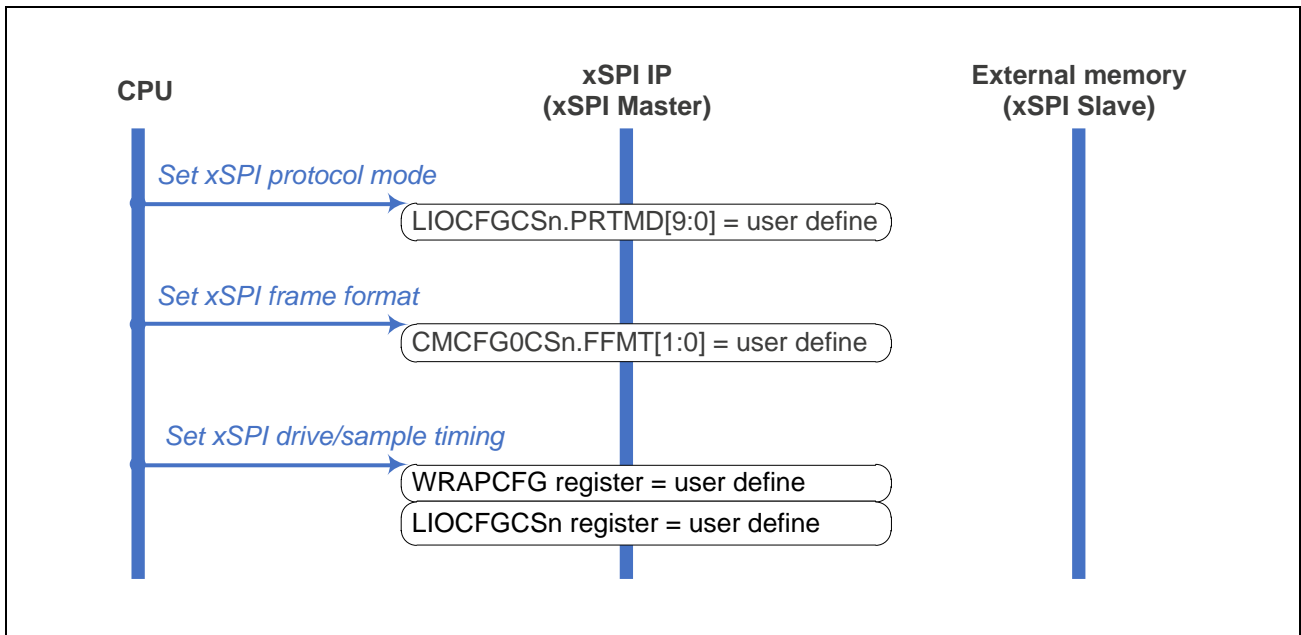 CPU
xSPI IP
(xSPI Master)
External memory
(xSPI Slave)
Set xSPI protocol mode
LIOCFGCSn.PRTMD[9:0] = user define
Set xSPI frame format
CMCFG0CSn.FFMT[1:0] = user define
Set xSPI drive/sample timing
WRAPCFG register = user define
LIOCFGCSn register = user define